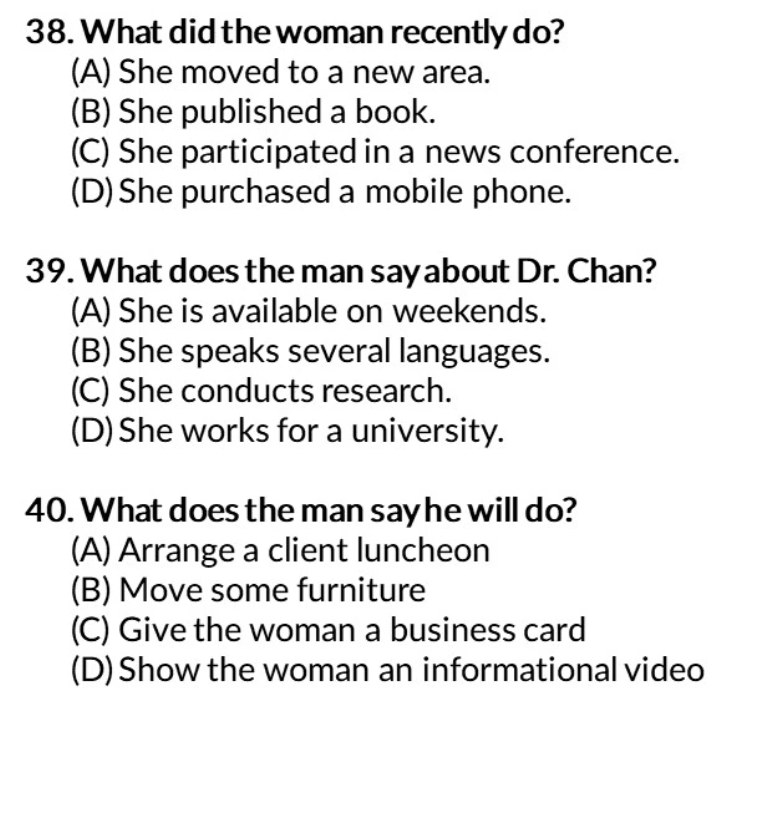 38. What did the woman recently do?
(A) She moved to a new area.
(B) She published a book.
(C) She participated in a news conference.
(D) She purchased a mobile phone.
39. What does the man say about Dr. Chan?
(A) She is available on weekends.
(B) She speaks several languages.
(C) She conducts research.
(D) She works for a university.
40. What does the man say he will do?
(A) Arrange a client luncheon
(B) Move some furniture
(C) Give the woman a business card
(D) Show the woman an informational video